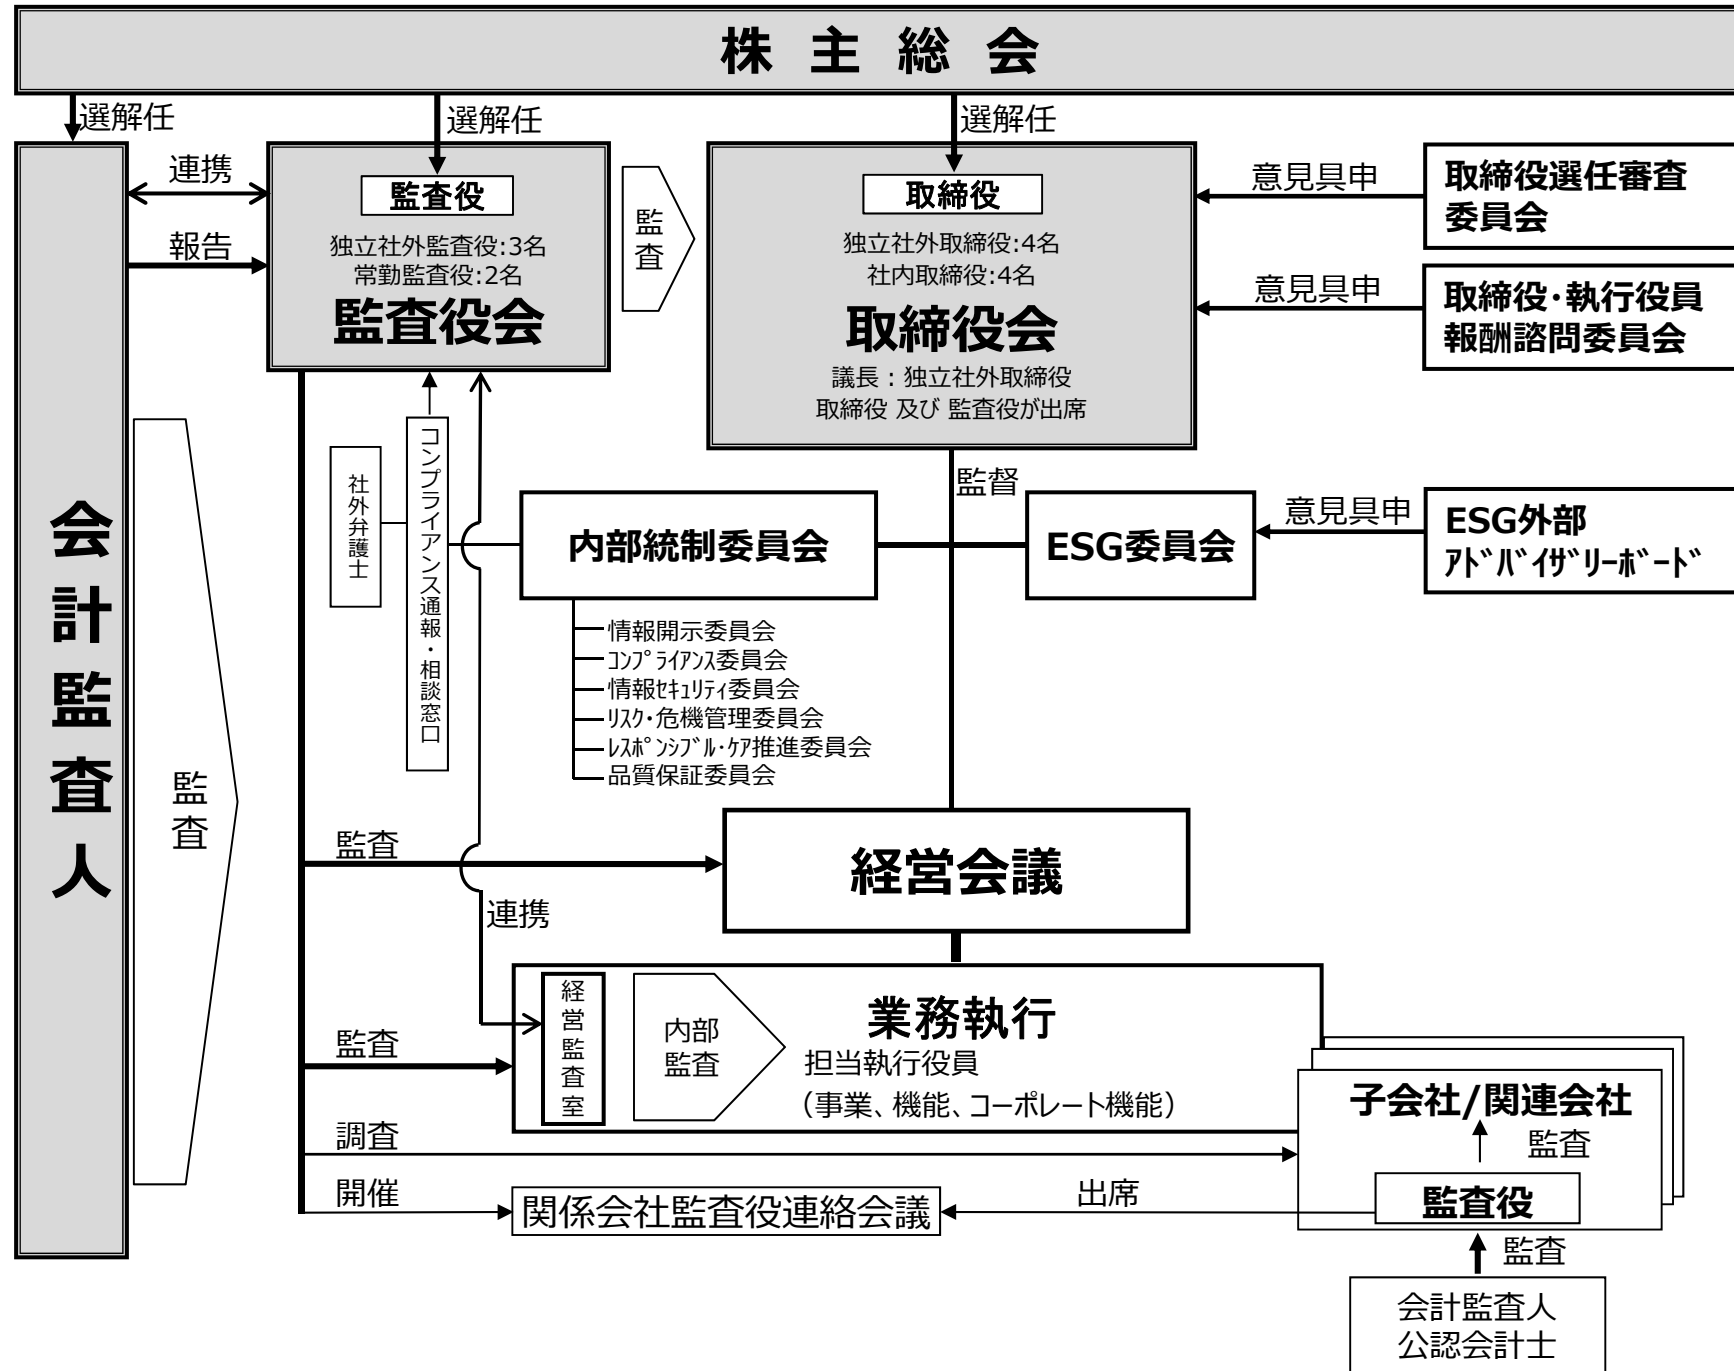 株主総会
選解任
選解任
選解任
連携
報告
監査役
独立社外監査役:3名
常勤監査役:2名
監査役会
監査
取締役
独立社外取締役:4名
社内取締役:4名
取締役会
議長：独立社外取締役
取締役 及び 監査役が出席
意見具申
取締役選任審査
委員会
意見具申
取締役・執行役員
報酬諮問委員会
会計監査人
監査
社外弁護士
コンプライアンス通報・相談窓口
監督
内部統制委員会
ESG委員会
意見具申
ESG外部
ｱﾄﾞﾊﾞｲｻﾞﾘｰﾎﾞｰﾄﾞ
情報開示委員会
ｺﾝﾌﾟﾗｲｱﾝｽ委員会
情報ｾｷｭﾘﾃｨ委員会
ﾘｽｸ・危機管理委員会
ﾚｽﾎﾟﾝｼﾌﾞﾙ・ｹｱ推進委員会
品質保証委員会
監査
経営会議
連携
監査
経営監査室
内部
監査
業務執行
担当執行役員
（事業、機能、コーポレート機能）
調査
子会社/関連会社
監査
監査役
開催
関係会社監査役連絡会議
出席
監査
会計監査人
公認会計士